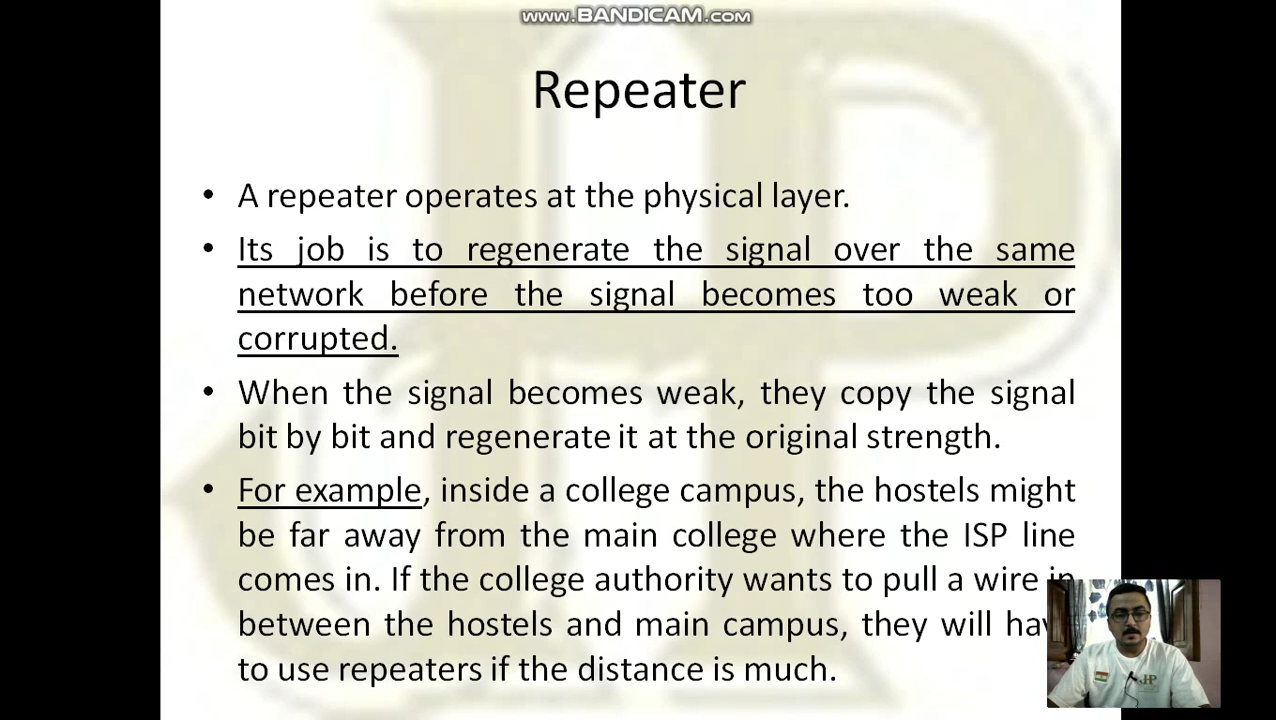 www.BANDICAM.com
Repeater
• A repeater operates at the physical layer.
• Its job is to regenerate the signal over the same
network before the signal becomes too weak or
corrupted.
• When the signal becomes weak, they copy the signal
bit by bit and regenerate it at the original strength.
• For example, inside a college campus, the hostels might
be far away from the main college where the ISP line
comes in. If the college authority wants to pull a wire in
between the hostels and main campus, they will have
to use repeaters if the distance is much.